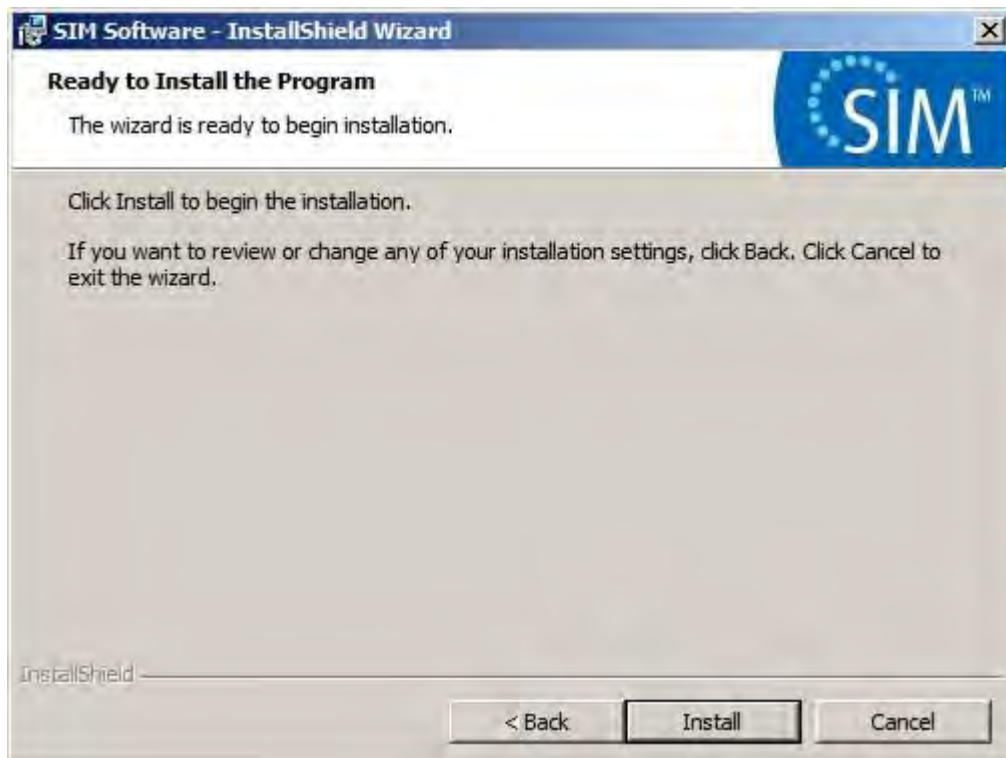 SIM Software - InstallShield Wizard
Ready to Install the Program
The wizard is ready to begin installation.
SIM™
Click Install to begin the installation.
If you want to review or change any of your installation settings, click Back. Click Cancel to
exit the wizard.
InstallShield
< Back
Install
Cancel